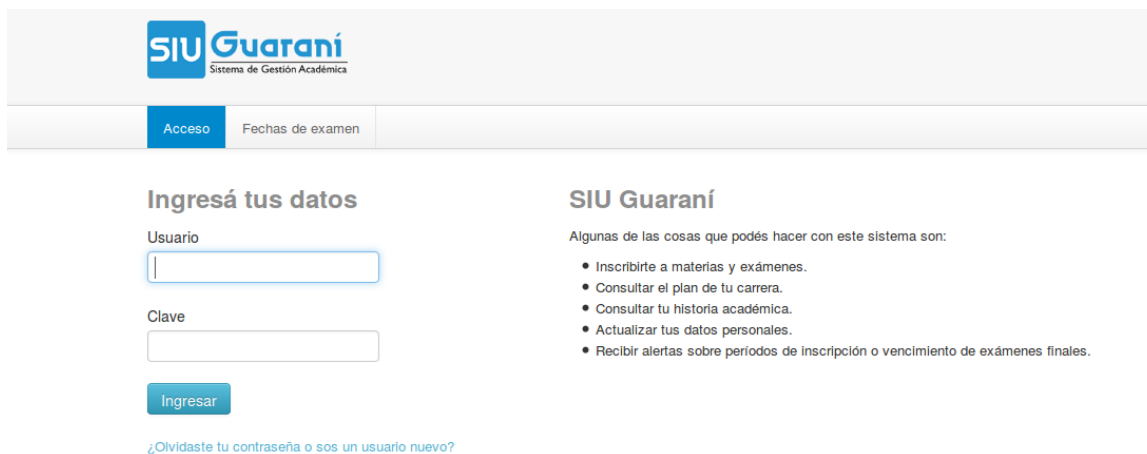 SIU Guaraní
Sistema de Gestión Académica
Acceso Fechas de examen
Ingresá tus datos
Usuario
Clave
Ingresar
¿Olvidaste tu contraseña o sos un usuario nuevo?
SIU Guaraní
Algunas de las cosas que podés hacer con este sistema son:
• Inscribirte a materias y exámenes.
• Consultar el plan de tu carrera.
• Consultar tu historia académica.
• Actualizar tus datos personales.
• Recibir alertas sobre períodos de inscripción o vencimiento de exámenes finales.